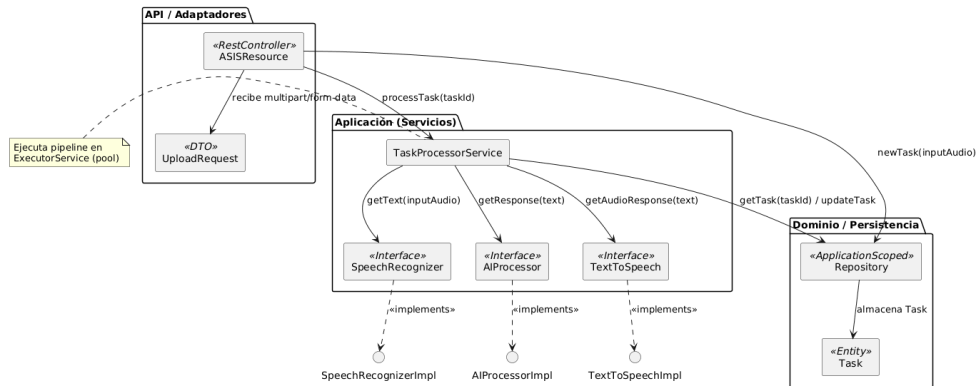 API / Adaptadores
«RestController»
ASISResource
recibe multipart/form-data
processTask(taskId)
Ejecuta pipeline en
ExecutorService (pool)
«DTO»
UploadRequest
Aplicación (Servicios)
TaskProcessorService
newTask(inputAudio)
getText(inputAudio)
getResponse(text)
getAudioResponse(text)
getTask(taskId) / updateTask
Dominio / Persistencia
«Interface»
SpeechRecognizer
«Interface»
AIProcessor
«Interface»
TextToSpeech
«ApplicationScoped»
Repository
«implements»
«implements»
«implements»
almacena Task
«Entity»
Task
SpeechRecognizerImpl
AIProcessorImpl
TextToSpeechImpl